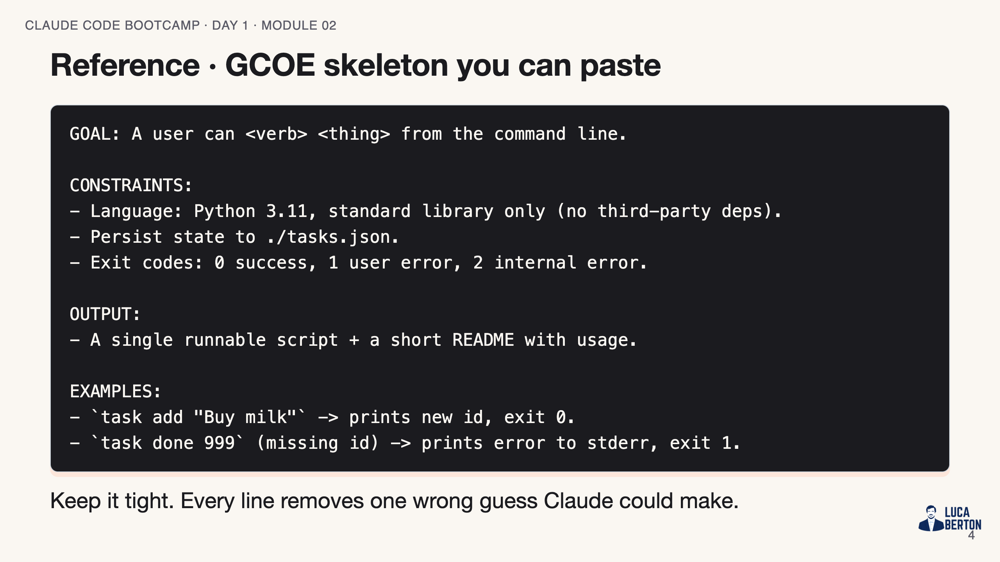 CLAUDE CODE BOOTCAMP · DAY 1 · MODULE 02
Reference · GCOE skeleton you can paste
GOAL: A user can <verb> <thing> from the command line.
CONSTRAINTS:
- Language: Python 3.11, standard library only (no third-party deps).
- Persist state to ./tasks.json.
- Exit codes: 0 success, 1 user error, 2 internal error.
OUTPUT:
- A single runnable script + a short README with usage.
EXAMPLES:
- `task add "Buy milk"` -> prints new id, exit 0.
- `task done 999` (missing id) -> prints error to stderr, exit 1.
Keep it tight. Every line removes one wrong guess Claude could make.
LUCA
BERTON
4